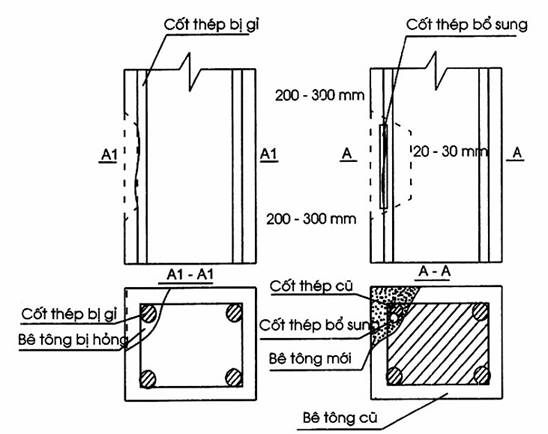 Cốt thép bị gỉ
Cốt thép bổ sung
200 - 300 mm
A1
A1
A
20 - 30 mm
A
200 - 300 mm
A1 - A1
A - A
Cốt thép bị gỉ
Bê tông bị hỏng
Cốt thép cũ
Cốt thép bổ sung
Bê tông mới
Bê tông cũ